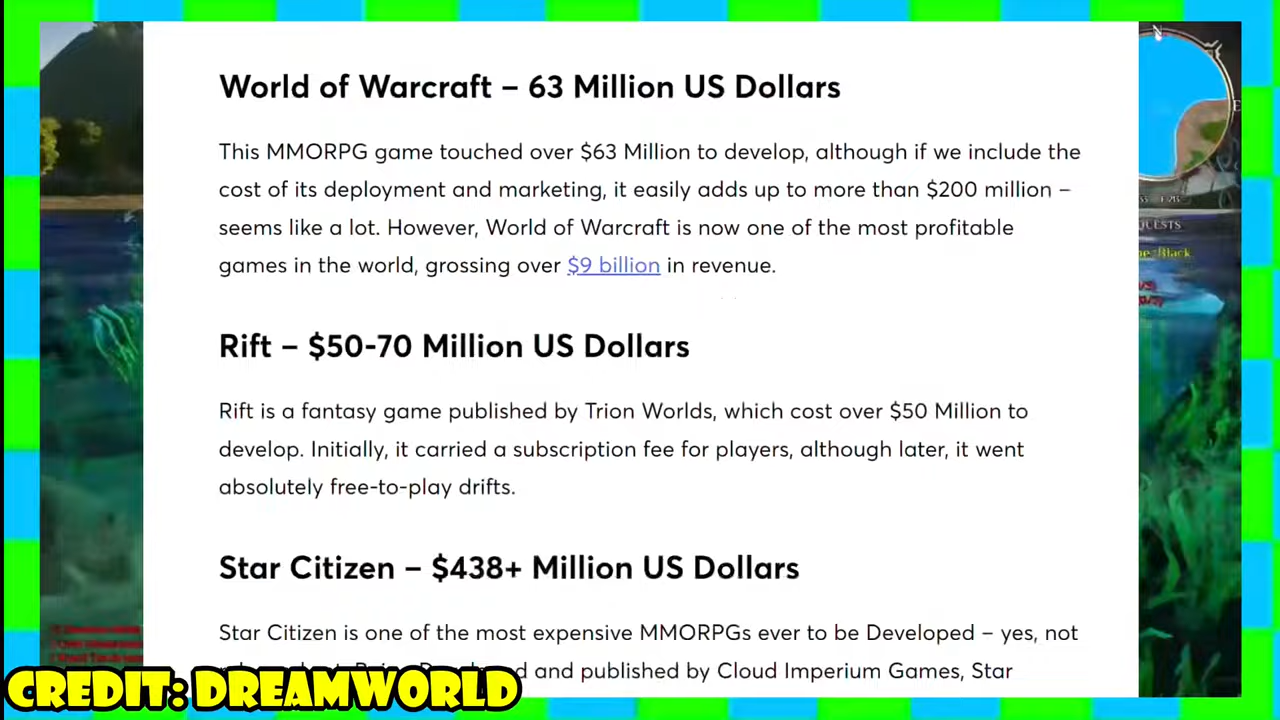 World of Warcraft – 63 Million US Dollars
This MMORPG game touched over $63 Million to develop, although if we include the
cost of its deployment and marketing, it easily adds up to more than $200 million –
seems like a lot. However, World of Warcraft is now one of the most profitable
games in the world, grossing over $9 billion in revenue.
Rift – $50-70 Million US Dollars
Rift is a fantasy game published by Trion Worlds, which cost over $50 Million to
develop. Initially, it carried a subscription fee for players, although later, it went
absolutely free-to-play drifts.
Star Citizen – $438+ Million US Dollars
Star Citizen is one of the most expensive MMORPGs ever to be Developed – yes, not
and published by Cloud Imperium Games, Star
CREDIT: DREAMWORLD
N
E
Black